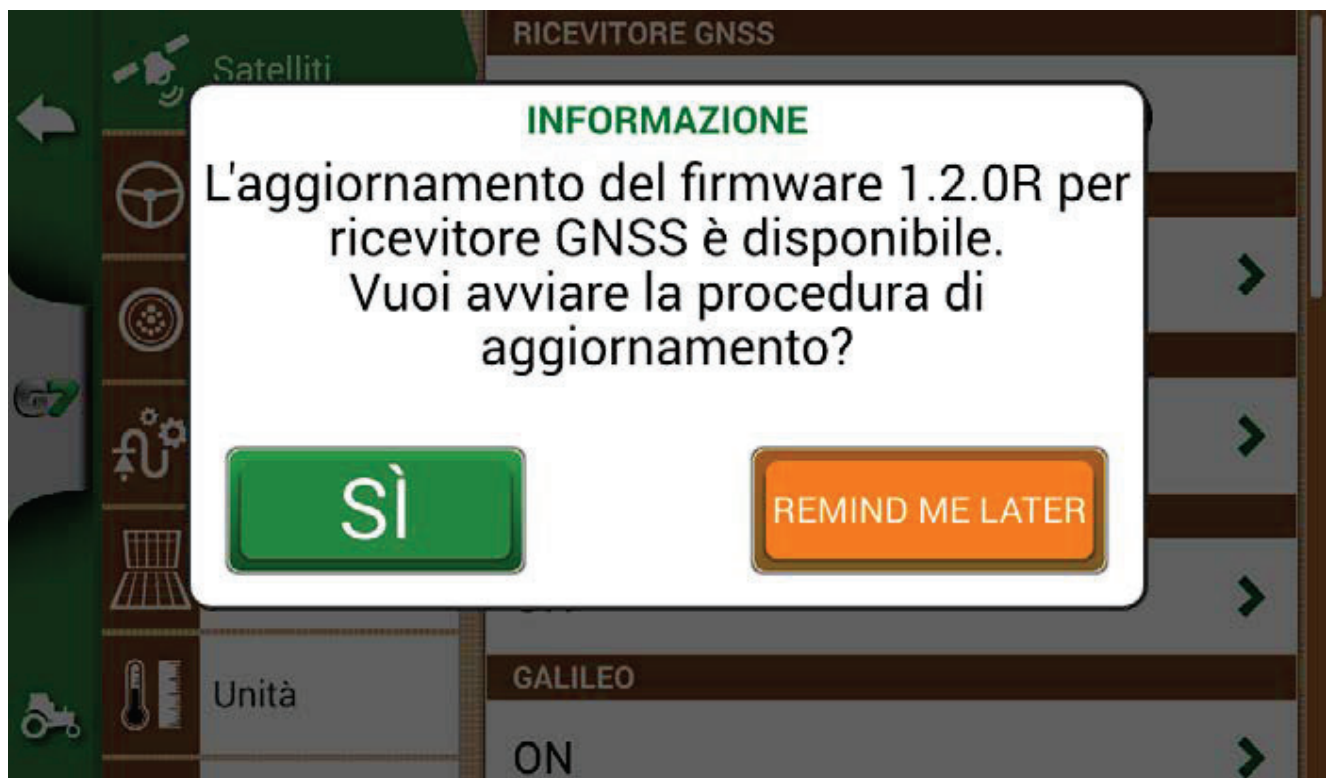 RICEVITORE GNSS
Satelliti
INFORMAZIONE
L'aggiornamento del firmware 1.2.0R per
ricevitore GNSS è disponibile.
Vuoi avviare la procedura di
aggiornamento?
SÌ
REMIND ME LATER
Unità
GALILEO
ON